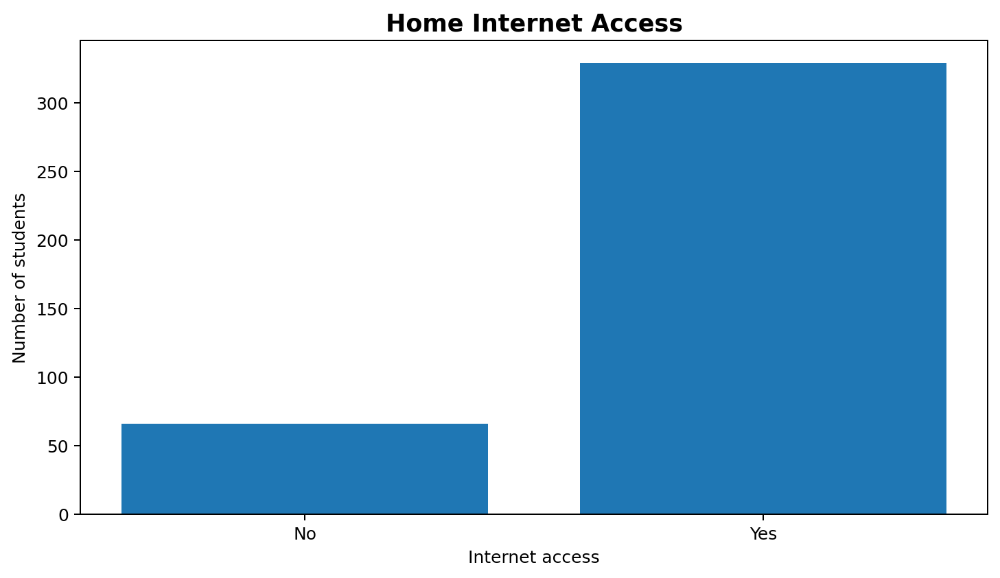 Home Internet Access
Number of students
300
250
200
150
100
50
0
No
Yes
Internet access